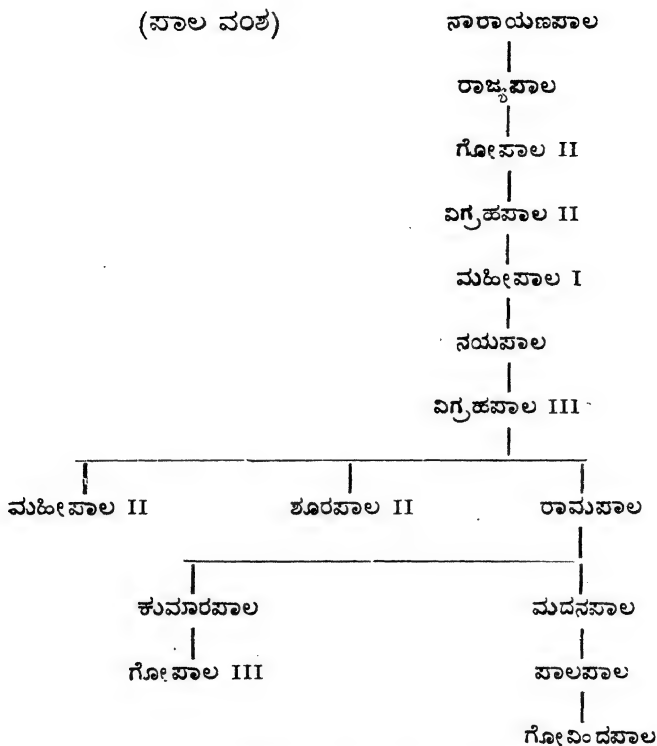 (ಪಾಲ ವಂಶ) ನಾರಾಯಣಪಾಲ
ರಾಜ್ಯಪಾಲ
ಗೋಪಾಲ II
ವಿಗ್ರಹಪಾಲ II
ಮಹೀಪಾಲ I
ನಯಪಾಲ
ವಿಗ್ರಹಪಾಲ III
ಮಹೀಪಾಲ II ಶೂರಪಾಲ II ರಾಮಪಾಲ
ಕುಮಾರಪಾಲ ಮದನಪಾಲ
ಗೋಪಾಲ III ಪಾಲಪಾಲ
ಗೋವಿಂದಪಾಲ